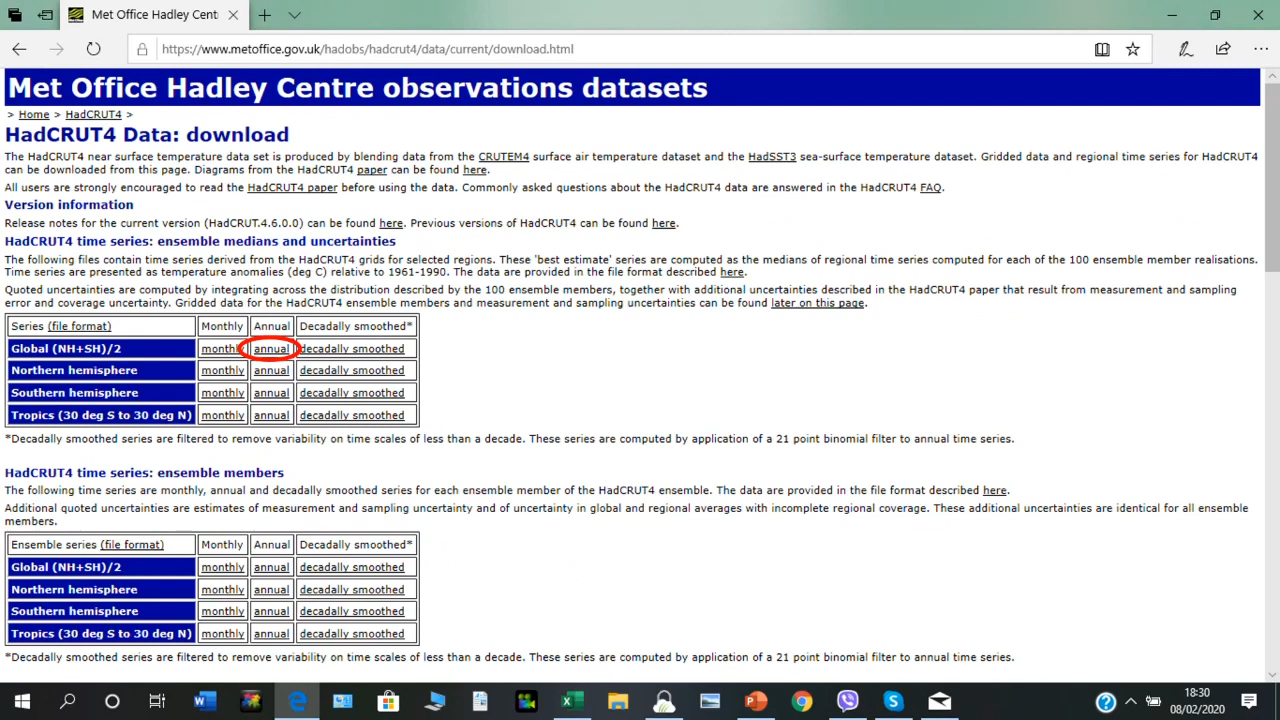 Met Office Hadley Cent
https://www.metoffice.gov.uk/hadobs/hadcrut4/data/current/download.html
Met Office Hadley Centre observations datasets
> Home > HadCRUT4 >
HadCRUT4 Data: download
The HadCRUT4 near surface temperature data set is produced by blending data from the CRUTEM4 surface air temperature dataset and the HadSST3 sea-surface temperature dataset. Gridded data and regional time series for HadCRUT4
can be downloaded from this page. Diagrams from the HadCRUT4 paper can be found here.
All users are strongly encouraged to read the HadCRUT4 paper before using the data. Commonly asked questions about the HadCRUT4 data are answered in the HadCRUT4 FAQ.
Version information
Release notes for the current version (HadCRUT.4.6.0.0) can be found here. Previous versions of HadCRUT4 can be found here.
HadCRUT4 time series: ensemble medians and uncertainties
The following files contain time series derived from the HadCRUT4 grids for selected regions. These 'best estimate' series are computed as the medians of regional time series computed for each of the 100 ensemble member realisations.
Time series are presented as temperature anomalies (deg C) relative to 1961-1990. The data are provided in the file format described here.
Quoted uncertainties are computed by integrating across the distribution described by the 100 ensemble members, together with additional uncertainties described in the HadCRUT4 paper that result from measurement and sampling
error and coverage uncertainty. Gridded data for the HadCRUT4 ensemble members and measurement and sampling uncertainties can be found later on this page.
Series (file format) Monthly Annual Decadally smoothed*
Global (NH+SH)/2 monthly annual decadally smoothed
Northern hemisphere monthly annual decadally smoothed
Southern hemisphere monthly annual decadally smoothed
Tropics (30 deg S to 30 deg N) monthly annual decadally smoothed
*Decadally smoothed series are filtered to remove variability on time scales of less than a decade. These series are computed by application of a 21 point binomial filter to annual time series.
HadCRUT4 time series: ensemble members
The following time series are monthly, annual and decadally smoothed series for each ensemble member of the HadCRUT4 ensemble. The data are provided in the file format described here.
Additional quoted uncertainties are estimates of measurement and sampling uncertainty and of uncertainty in global and regional averages with incomplete regional coverage. These additional uncertainties are identical for all ensemble
members.
Ensemble series (file format) Monthly Annual Decadally smoothed*
Global (NH+SH)/2 monthly annual decadally smoothed
Northern hemisphere monthly annual decadally smoothed
Southern hemisphere monthly annual decadally smoothed
Tropics (30 deg S to 30 deg N) monthly annual decadally smoothed
*Decadally smoothed series are filtered to remove variability on time scales of less than a decade. These series are computed by application of a 21 point binomial filter to annual time series.
18:30
08/02/2020